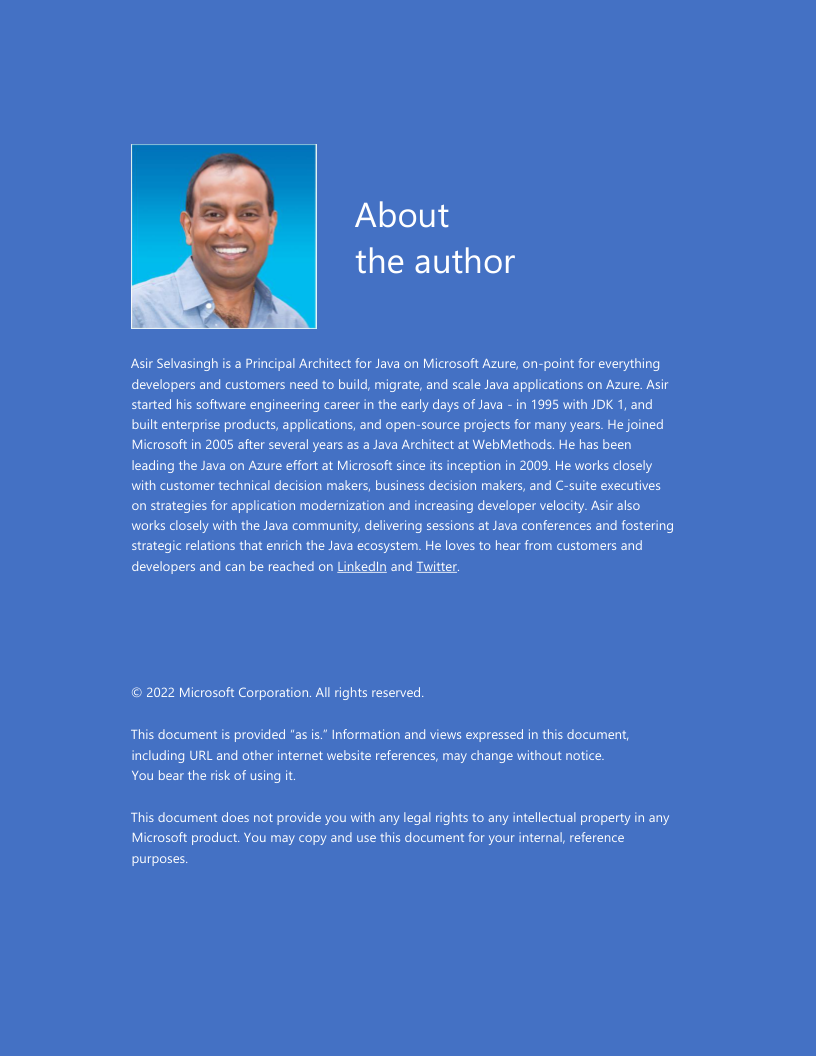 About
the author
Asir Selvasingh is a Principal Architect for Java on Microsoft Azure, on-point for everything
developers and customers need to build, migrate, and scale Java applications on Azure. Asir
started his software engineering career in the early days of Java - in 1995 with JDK 1, and
built enterprise products, applications, and open-source projects for many years. He joined
Microsoft in 2005 after several years as a Java Architect at WebMethods. He has been
leading the Java on Azure effort at Microsoft since its inception in 2009. He works closely
with customer technical decision makers, business decision makers, and C-suite executives
on strategies for application modernization and increasing developer velocity. Asir also
works closely with the Java community, delivering sessions at Java conferences and fostering
strategic relations that enrich the Java ecosystem. He loves to hear from customers and
developers and can be reached on LinkedIn and Twitter.
© 2022 Microsoft Corporation. All rights reserved.
This document is provided “as is.” Information and views expressed in this document,
including URL and other internet website references, may change without notice.
You bear the risk of using it.
This document does not provide you with any legal rights to any intellectual property in any
Microsoft product. You may copy and use this document for your internal, reference
purposes.